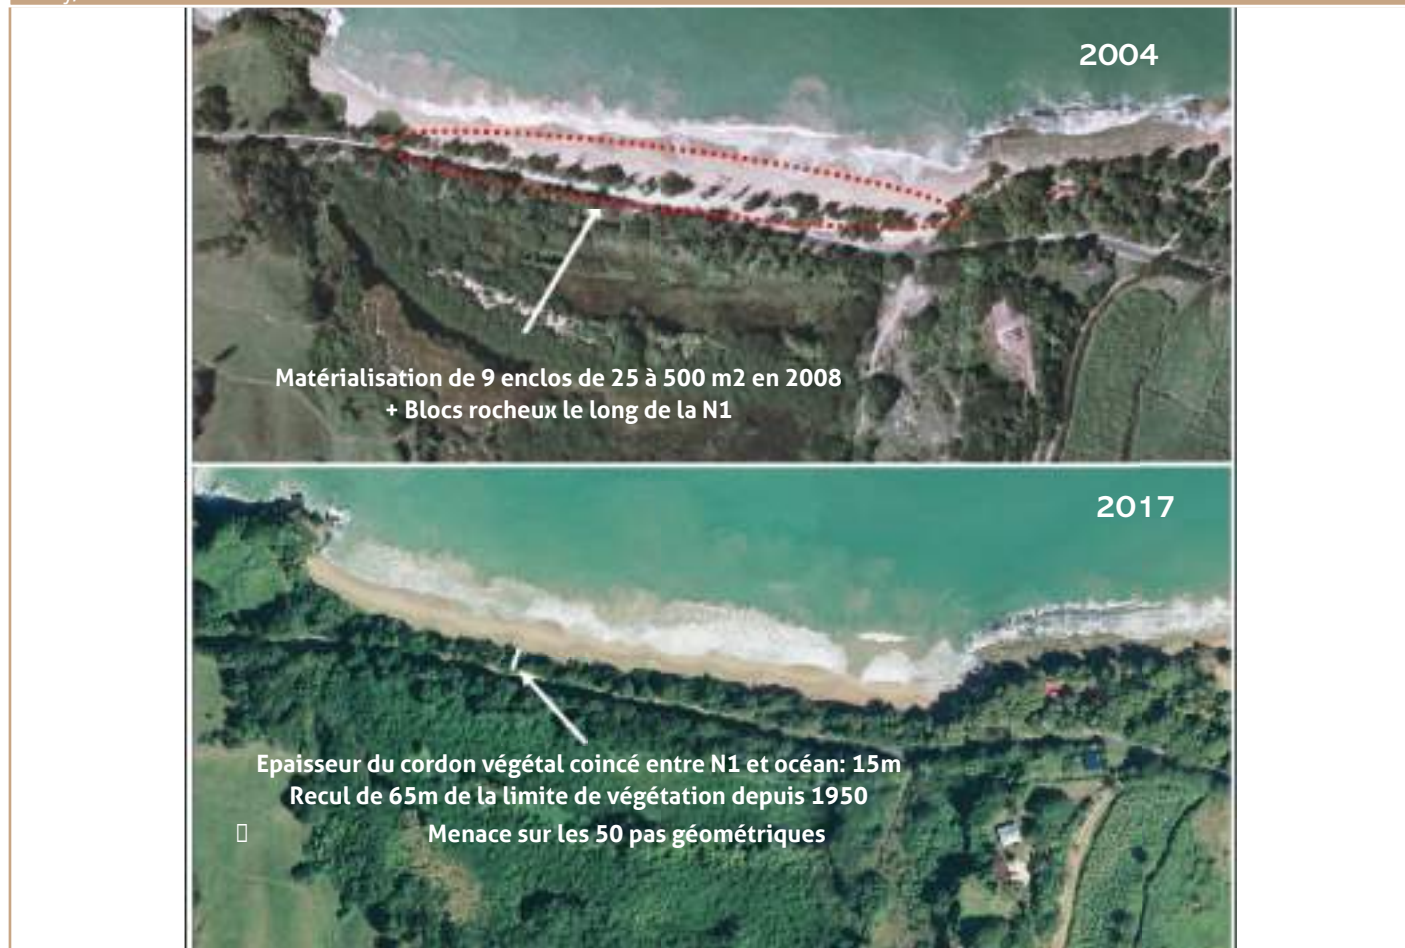 2004
Matérialisation de 9 enclos de 25 à 500 m2 en 2008
+ Blocs rocheux le long de la N1
2017
Epaisseur du cordon végétal coincé entre N1 et océan: 15m
Recul de 65m de la limite de végétation depuis 1950
Menace sur les 50 pas géométriques